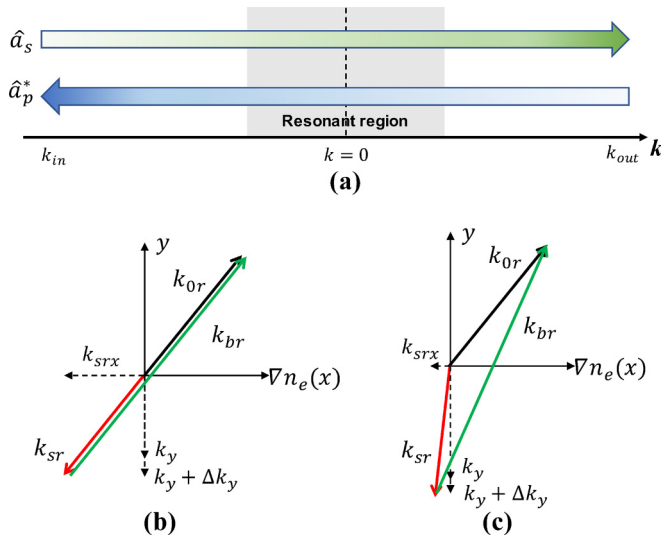 â_s
â_p^*
Resonant region
k_in
k = 0
k_out
k
(a)
y
k_0r
k_br
k_srx
∇n_e(x)
k_sr
k_y
k_y + Δk_y
(b)
y
k_0r
k_br
k_srx
∇n_e(x)
k_sr
k_y
k_y + Δk_y
(c)